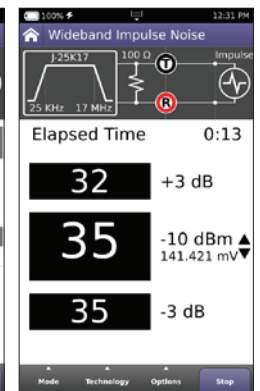 100% 12:31 PM
Wideband Impulse Noise
J-25K17 100 Ω T Impulse
25 KHz 17 MHz R
Elapsed Time 0:13
32 +3 dB
35 -10 dBm
141.421 mV
35 -3 dB
Mode Technology Options Stop